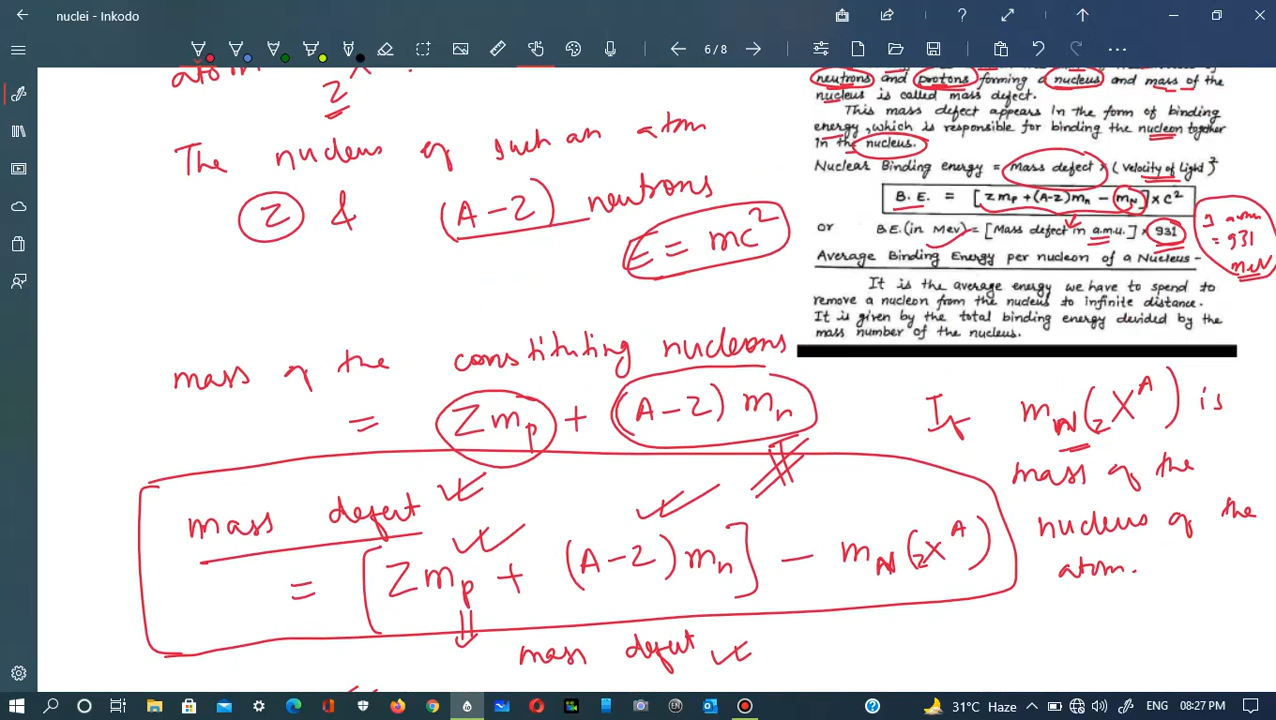 nuclei - Inkodo
6/8
atom
Z X
The nucleus of such an atom
Z & (A-Z) neutrons
E = mc²
mass of the constituting nucleons
= Zmp + (A-Z) mn
mass defect
= [Zmp + (A-Z)mn] - mN(zX^A)
mass defect
neutrons and protons forming a nucleus and mass of the
nucleus is called mass defect.
This mass defect appears in the form of binding
energy, which is responsible for binding the nucleon together
in the nucleus.
Nuclear Binding energy = Mass defect × (Velocity of Light)²
B.E. = [Zmp+(A-Z)mn - mN] × c²
or B.E.(in Mev) = [Mass defect in a.m.u.] × 931
1 atom
= 931
MeV
Average Binding Energy per nucleon of a Nucleus-
It is the average energy we have to spend to
remove a nucleon from the nucleus to infinite distance.
It is given by the total binding energy devided by the
mass number of the nucleus.
If mN(zX^A) is
mass of the
nucleus of the
atom.
31°C Haze
ENG
08:27 PM